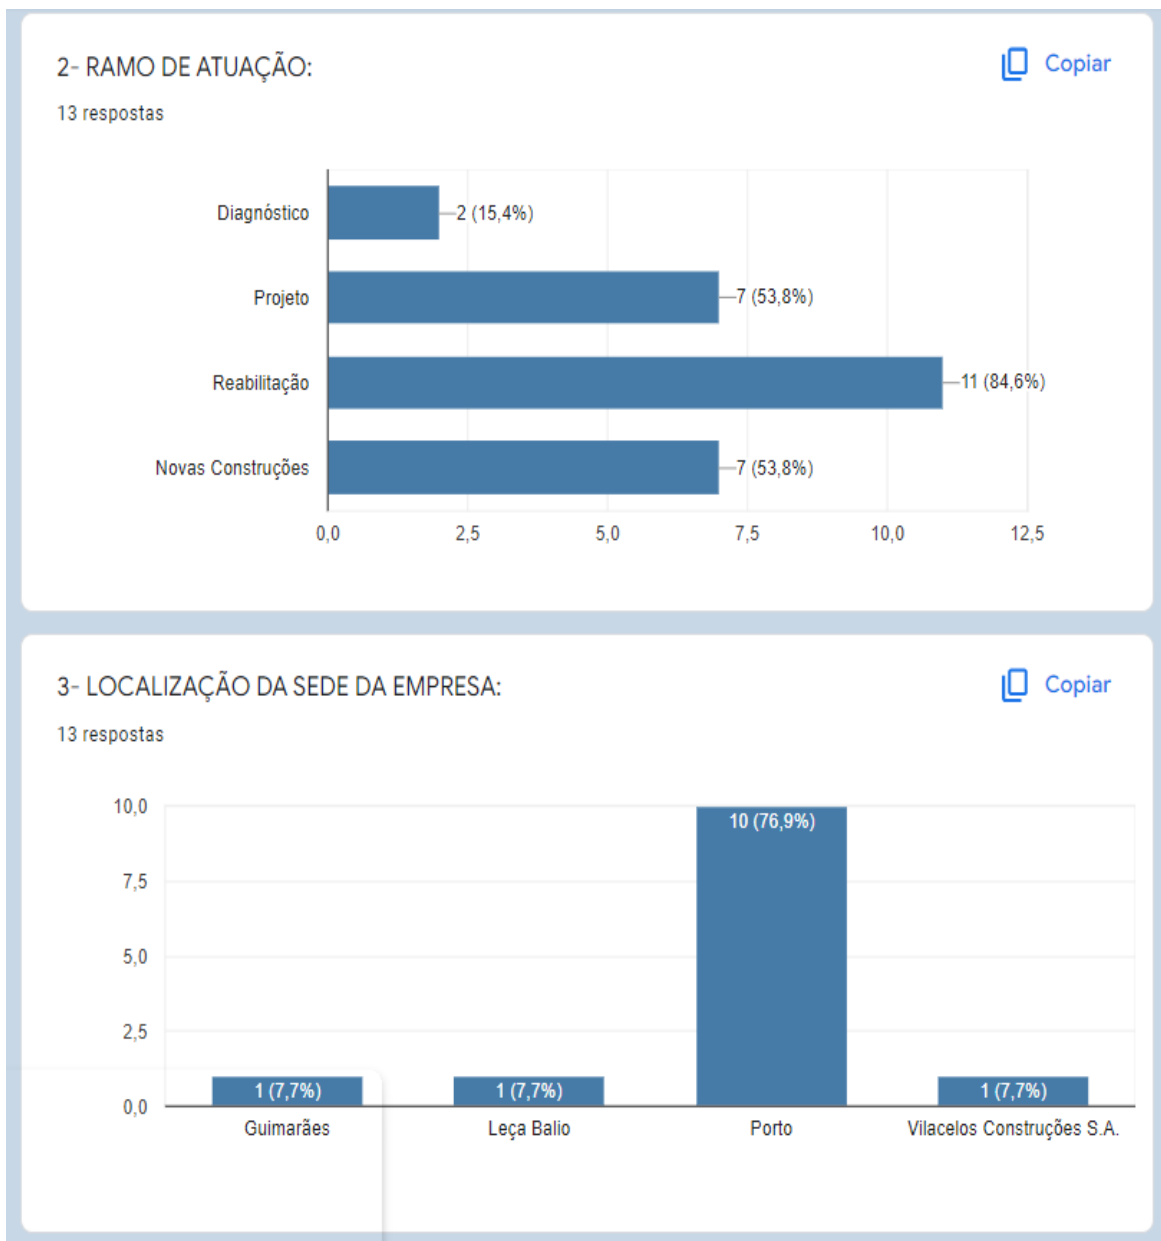 2- RAMO DE ATUAÇÃO:
Copiar
13 respostas
Diagnóstico
2 (15,4%)
Projeto
7 (53,8%)
Reabilitação
11 (84,6%)
Novas Construções
7 (53,8%)
0,0 2,5 5,0 7,5 10,0 12,5
3- LOCALIZAÇÃO DA SEDE DA EMPRESA:
Copiar
13 respostas
10,0
7,5
5,0
2,5
0,0
1 (7,7%) 1 (7,7%) 10 (76,9%) 1 (7,7%)
Guimarães Leça Balio Porto Vilacelos Construções S.A.